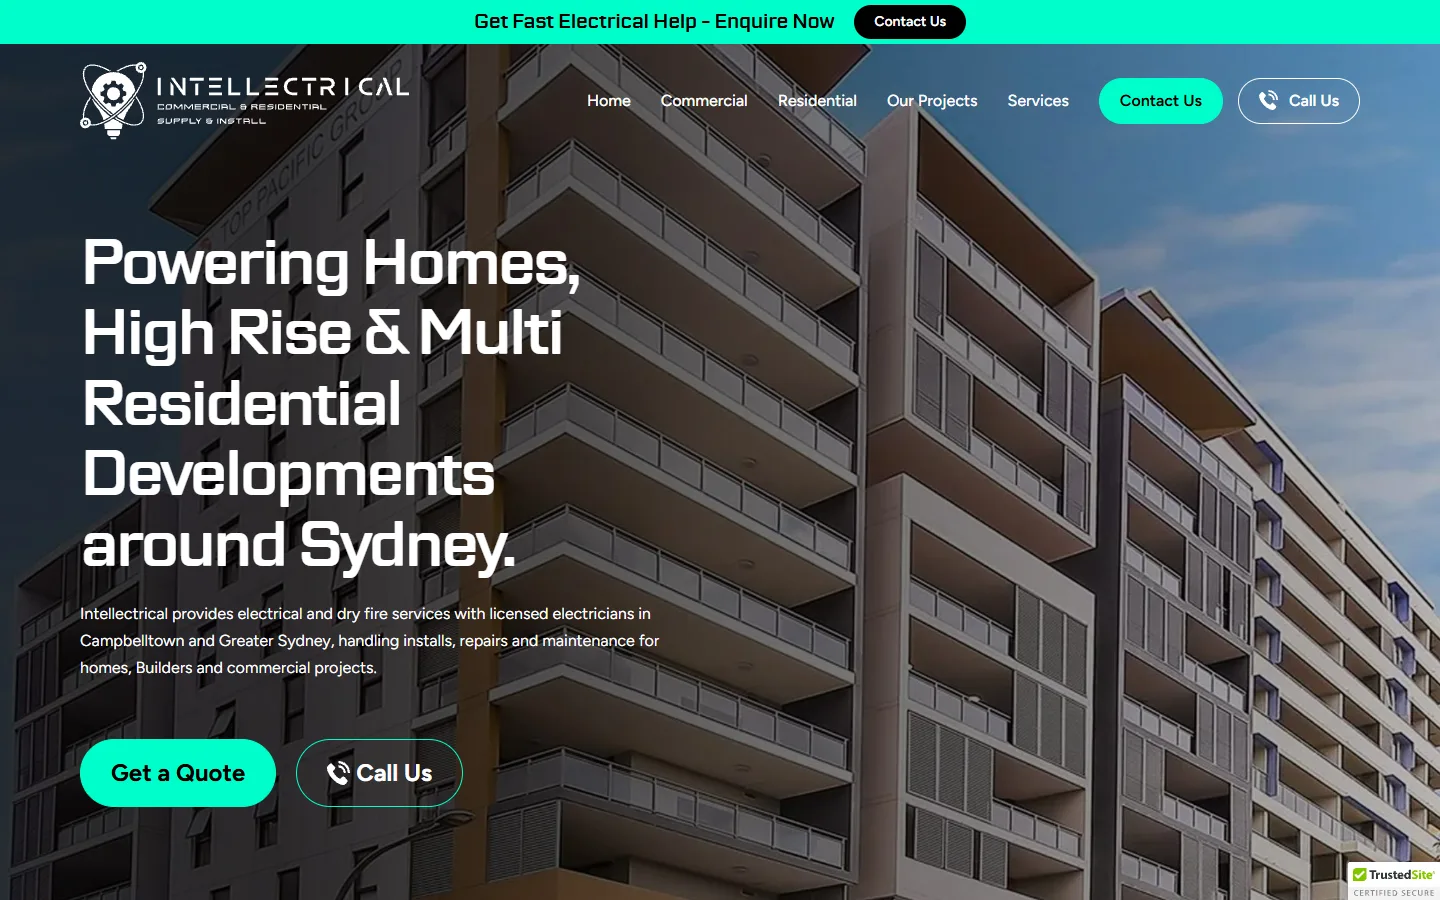 Get Fast Electrical Help - Enquire Now
Contact Us
INTELLECTRICAL
COMMERCIAL & RESIDENTIAL
SUPPLY & INSTALL
Home
Commercial
Residential
Our Projects
Services
Contact Us
Call Us
TOP PACIFIC GROUP
Powering Homes,
High Rise & Multi
Residential
Developments
around Sydney.
Intellectrical provides electrical and dry fire services with licensed electricians in
Campbelltown and Greater Sydney, handling installs, repairs and maintenance for
homes, Builders and commercial projects.
Get a Quote
Call Us
TrustedSite
CERTIFIED SECURE